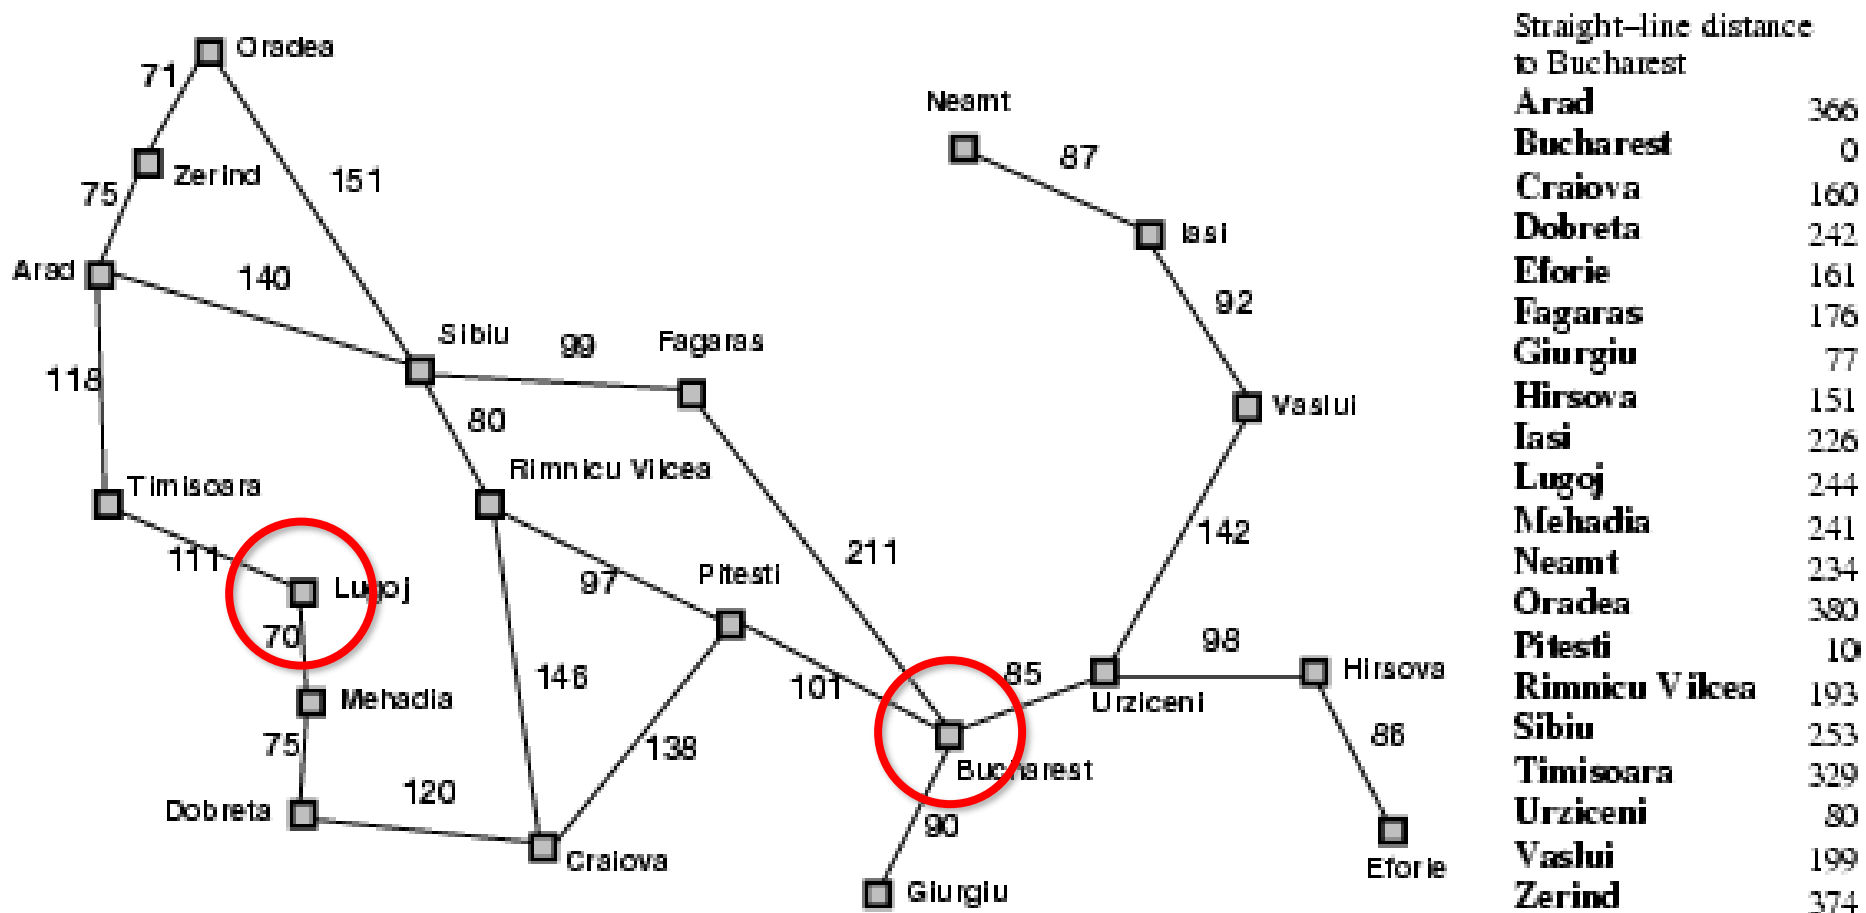 Oradea
71
Neamt
87
Zerind
151
75
Iasi
Arad
140
92
Sibiu
99
Fagaras
118
80
Vaslui
Rimnicu Vilcea
Timisoara
111
211
142
97
Pitesti
Lugoj
70
98
146
101
85
Hirsova
Mehadia
Urziceni
75
138
86
Bucharest
120
Dobreta
90
Craiova
Eforie
Giurgiu
Straight-line distance
to Bucharest
Arad 366
Bucharest 0
Craiova 160
Dobreta 242
Eforie 161
Fagaras 176
Giurgiu 77
Hirsova 151
Iasi 226
Lugoj 244
Mehadia 241
Neamt 234
Oradea 380
Pitesti 10
Rimnicu Vilcea 193
Sibiu 253
Timisoara 329
Urziceni 80
Vaslui 199
Zerind 374